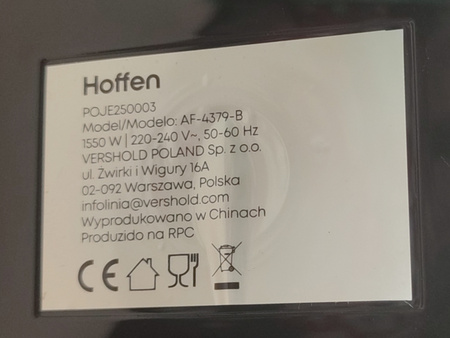 Hoffen
POJE250003
Model/Modelo: AF-4379-B
1550 W | 220-240 V~, 50-60 Hz
VERSHOLD POLAND Sp. z o.o.
ul. Żwirki i Wigury 16A
02-092 Warszawa, Polska
infolinia@vershold.com
Wyprodukowano w Chinach
Produzido na RPC
CE